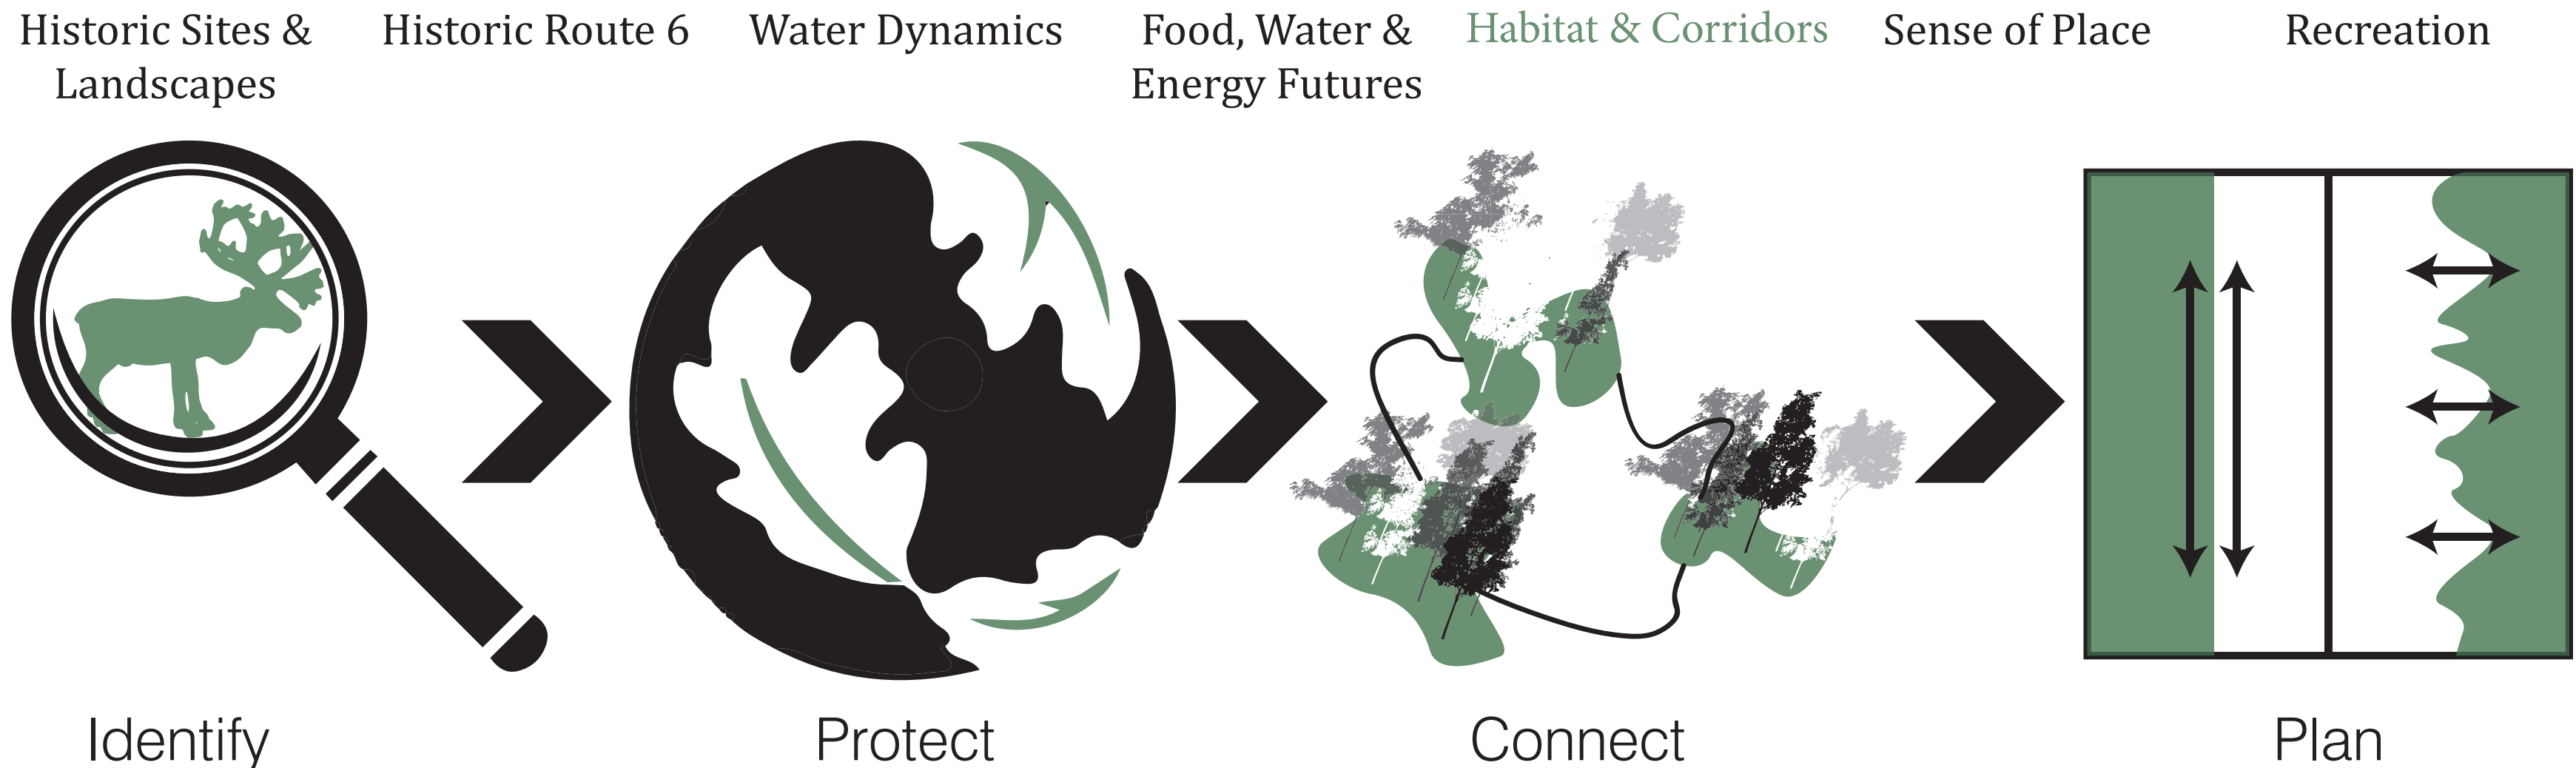 Historic Sites &
Landscapes
Historic Route 6
Water Dynamics
Food, Water &
Energy Futures
Habitat & Corridors
Sense of Place
Recreation
Identify
Protect
Connect
Plan